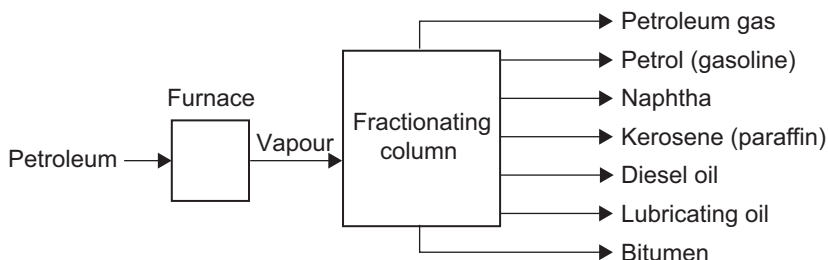 Petroleum gas
Petrol (gasoline)
Furnace
Naphtha
Petroleum
Vapour
Fractionating
column
Kerosene (paraffin)
Diesel oil
Lubricating oil
Bitumen